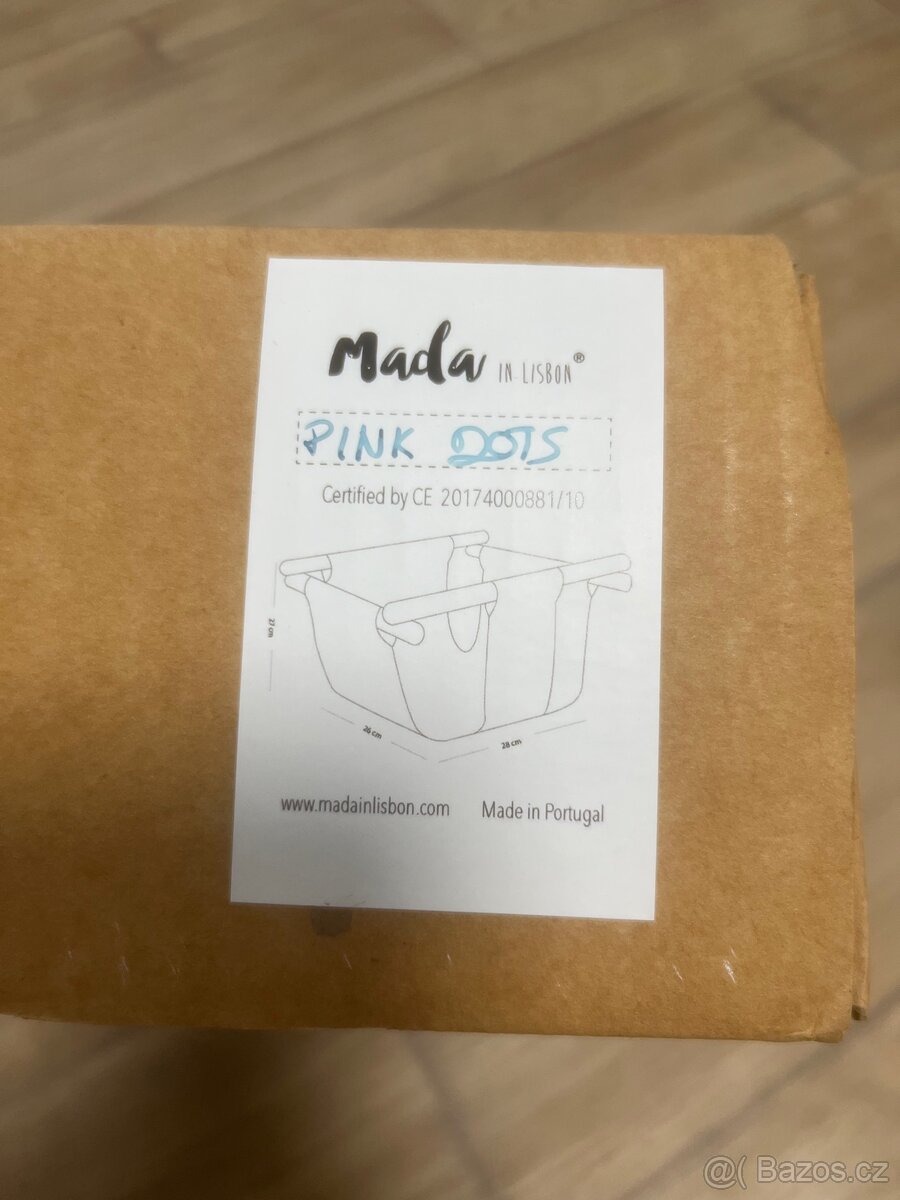 Mada IN LISBON®
PINK DOTS
Certified by CE 20174000881/10
27 cm
26 cm
28 cm
www.madainlisbon.com Made in Portugal
@( Bazos.cz